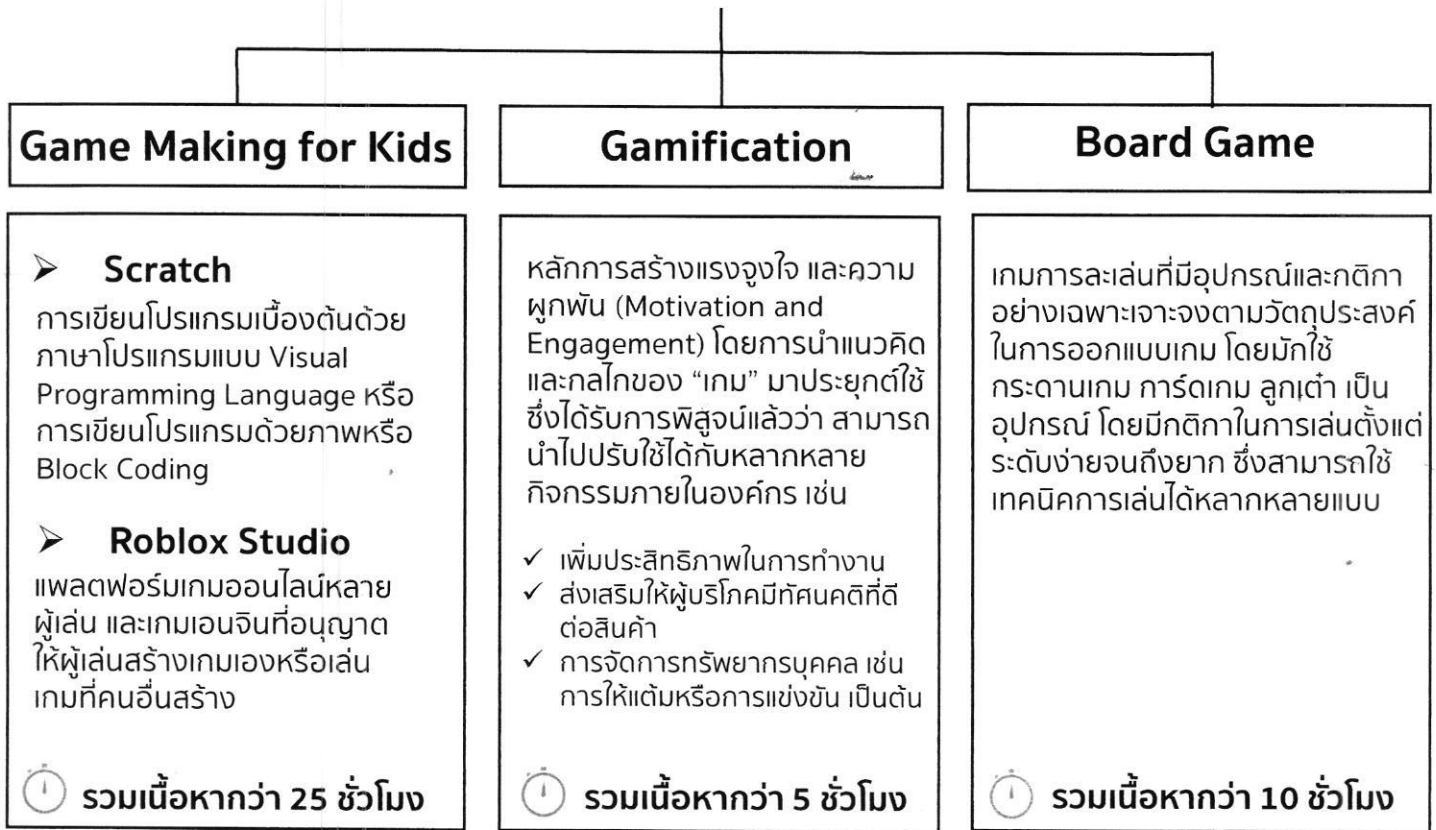 Game Making for Kids
➢ Scratch
การเขียนโปรแกรมเบื้องต้นด้วย
ภาษาโปรแกรมแบบ Visual
Programming Language หรือ
การเขียนโปรแกรมด้วยภาพหรือ
Block Coding
➢ Roblox Studio
แพลตฟอร์มเกมออนไลน์หลาย
ผู้เล่น และเกมเอนจินที่อนุญาต
ให้ผู้เล่นสร้างเกมเองหรือเล่น
เกมที่คนอื่นสร้าง
รวมเนื้อหากว่า 25 ชั่วโมง
Gamification
หลักการสร้างแรงจูงใจ และความ
ผูกพัน (Motivation and
Engagement) โดยการนำแนวคิด
และกลไกของ “เกม” มาประยุกต์ใช้
ซึ่งได้รับการพิสูจน์แล้วว่า สามารถ
นำไปปรับใช้ได้กับหลากหลาย
กิจกรรมภายในองค์กร เช่น
✓ เพิ่มประสิทธิภาพในการทำงาน
✓ ส่งเสริมให้ผู้บริโภคมีทัศนคติที่ดี
ต่อสินค้า
✓ การจัดการทรัพยากรบุคคล เช่น
การให้แต้มหรือการแข่งขัน เป็นต้น
รวมเนื้อหากว่า 5 ชั่วโมง
Board Game
เกมการละเล่นที่มีอุปกรณ์และกติกา
อย่างเฉพาะเจาะจงตามวัตถุประสงค์
ในการออกแบบเกม โดยมักใช้
กระดานเกม การ์ดเกม ลูกเต๋า เป็น
อุปกรณ์ โดยมีกติกาในการเล่นตั้งแต่
ระดับง่ายจนถึงยาก ซึ่งสามารถใช้
เทคนิคการเล่นได้หลากหลายแบบ
รวมเนื้อหากว่า 10 ชั่วโมง